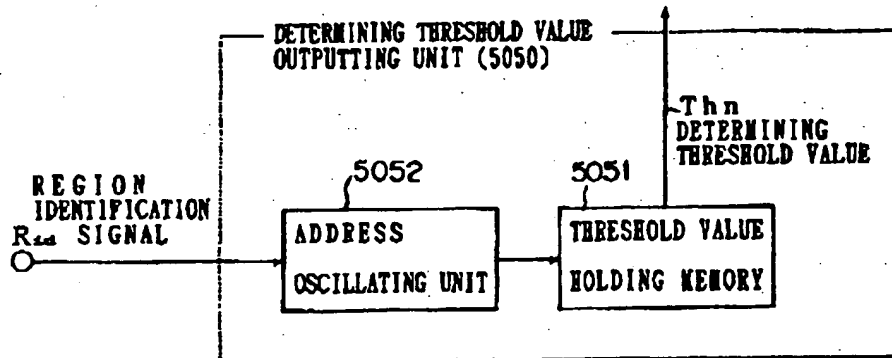 DETERMINING THRESHOLD VALUE
OUTPUTTING UNIT (5050)
Thn
DETERMINING
THRESHOLD VALUE
5052
5051
REGION
IDENTIFICATION
Rid SIGNAL
ADDRESS
OSCILLATING UNIT
THRESHOLD VALUE
HOLDING MEMORY